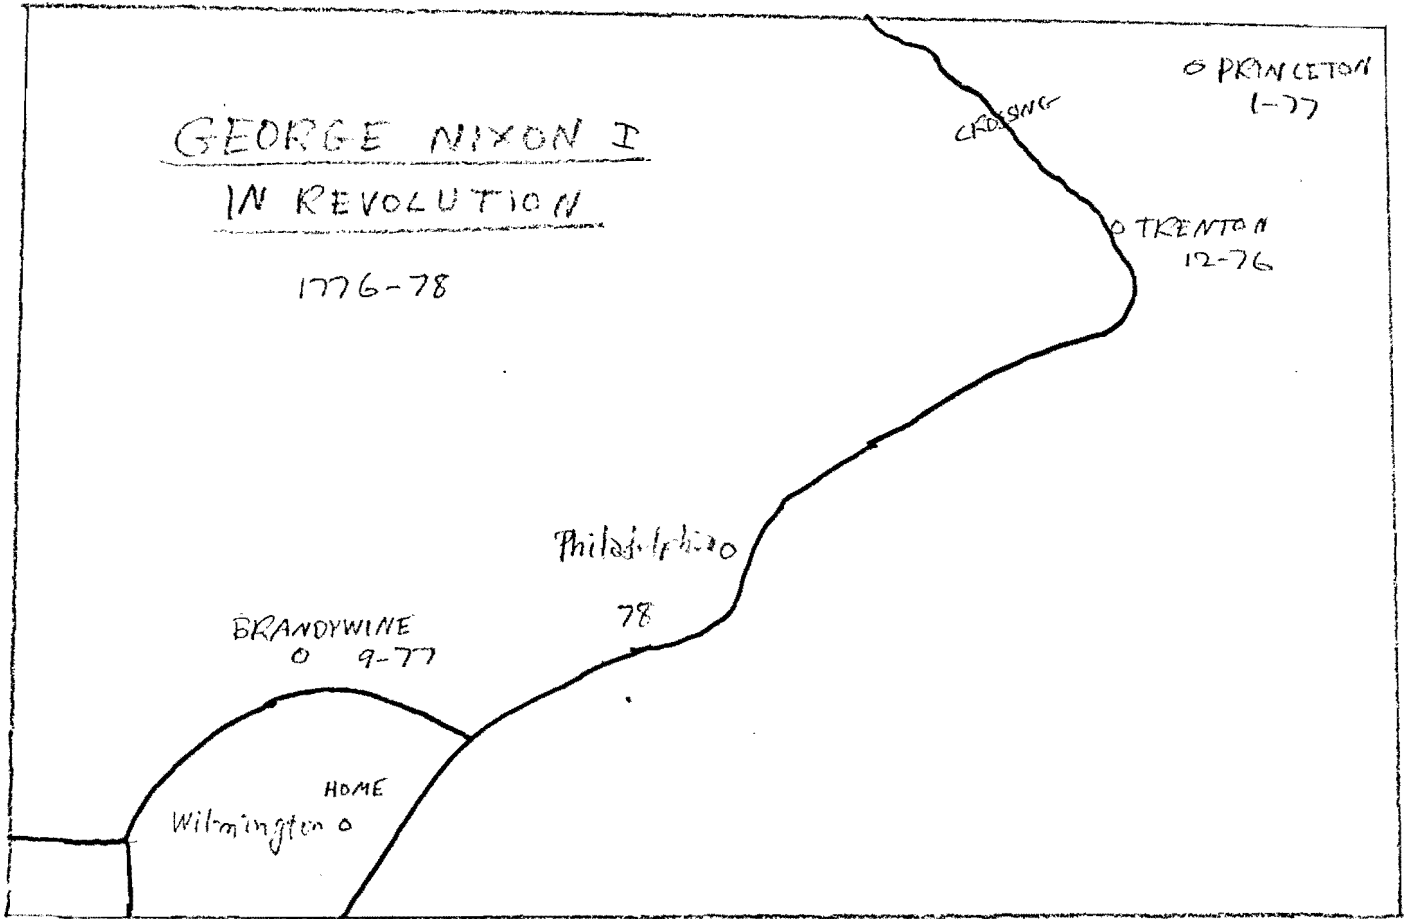 GEORGE NIXON I
IN REVOLUTION
1776-78
PRINCETON
1-77
CROSSING
TRENTON
12-76
Philadelphia
78
BRANDYWINE
9-77
HOME
Wilmington